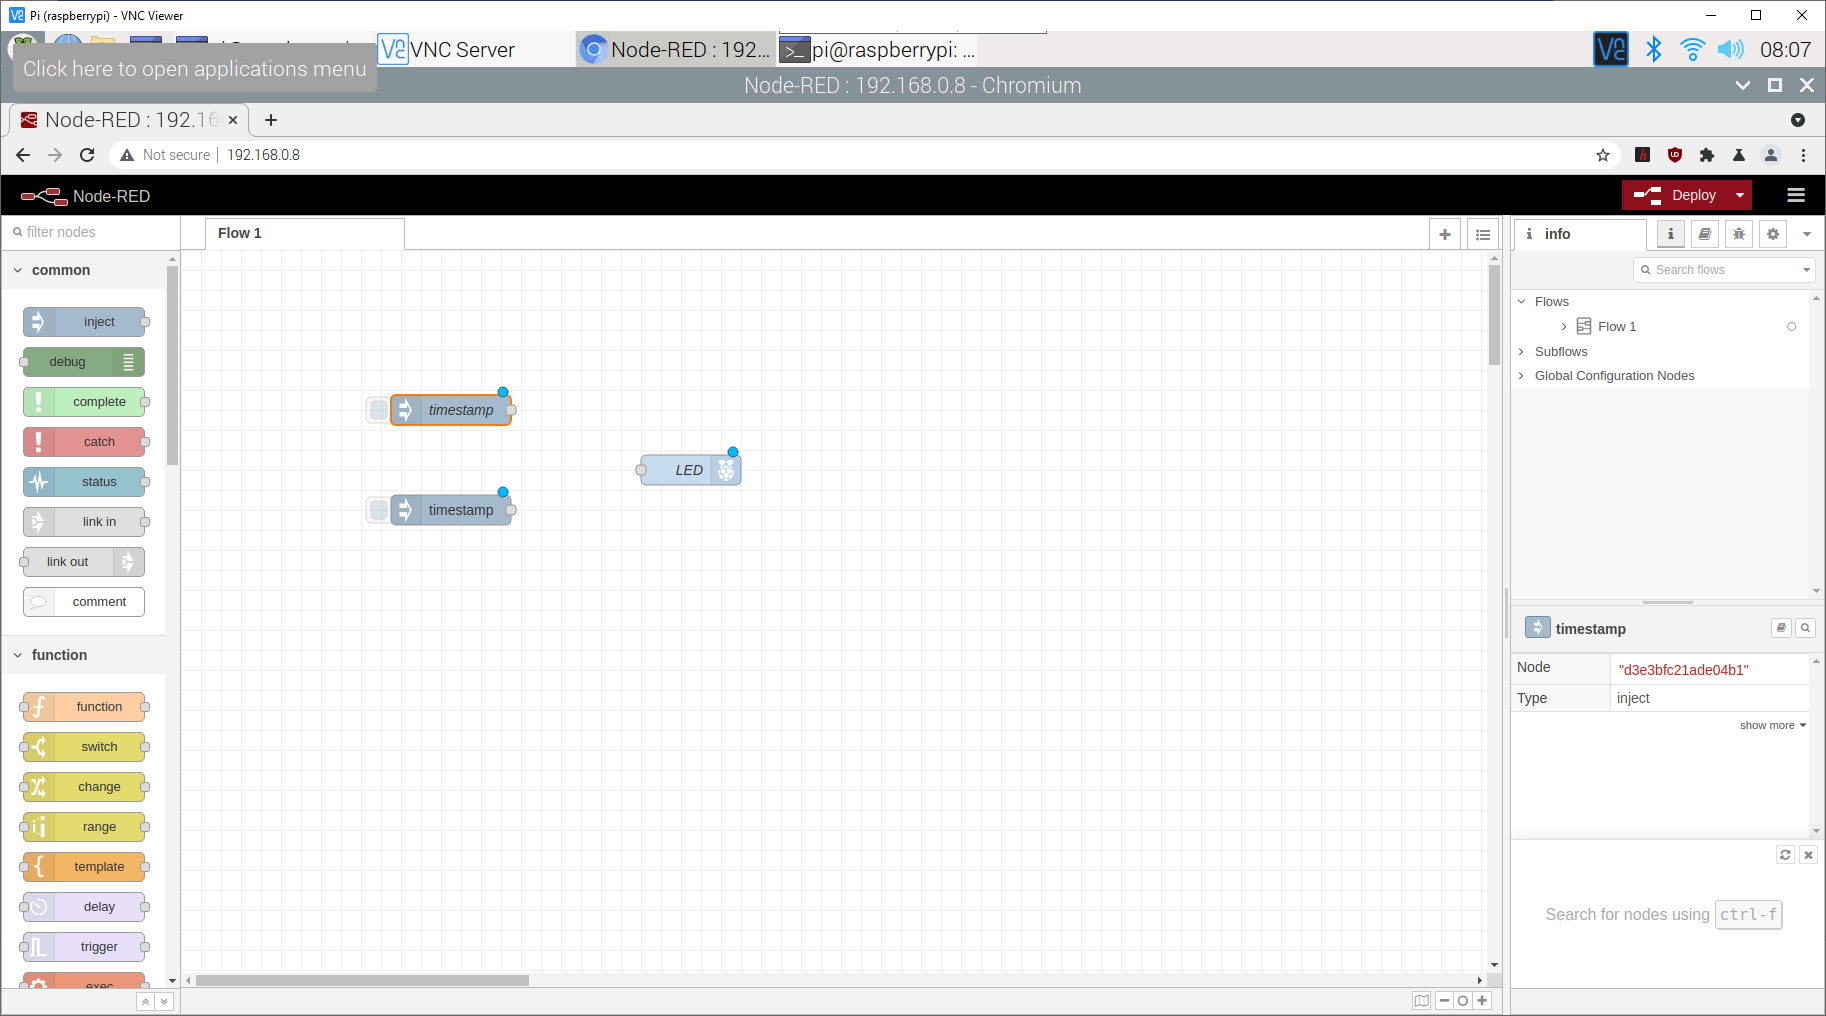 Pi (raspberrypi) - VNC Viewer
VNC Server
Node-RED : 192...
pi@raspberrypi: ...
08:07
Click here to open applications menu
Node-RED : 192.168.0.8 - Chromium
Node-RED : 192.16
Not secure
192.168.0.8
Node-RED
Deploy
filter nodes
Flow 1
info
Search flows
common
inject
debug
complete
catch
status
link in
link out
comment
function
function
switch
change
range
template
delay
trigger
exec
timestamp
LED
timestamp
Flows
Flow 1
Subflows
Global Configuration Nodes
timestamp
Node
"d3e3bfc21ade04b1"
Type
inject
show more
Search for nodes using ctrl-f